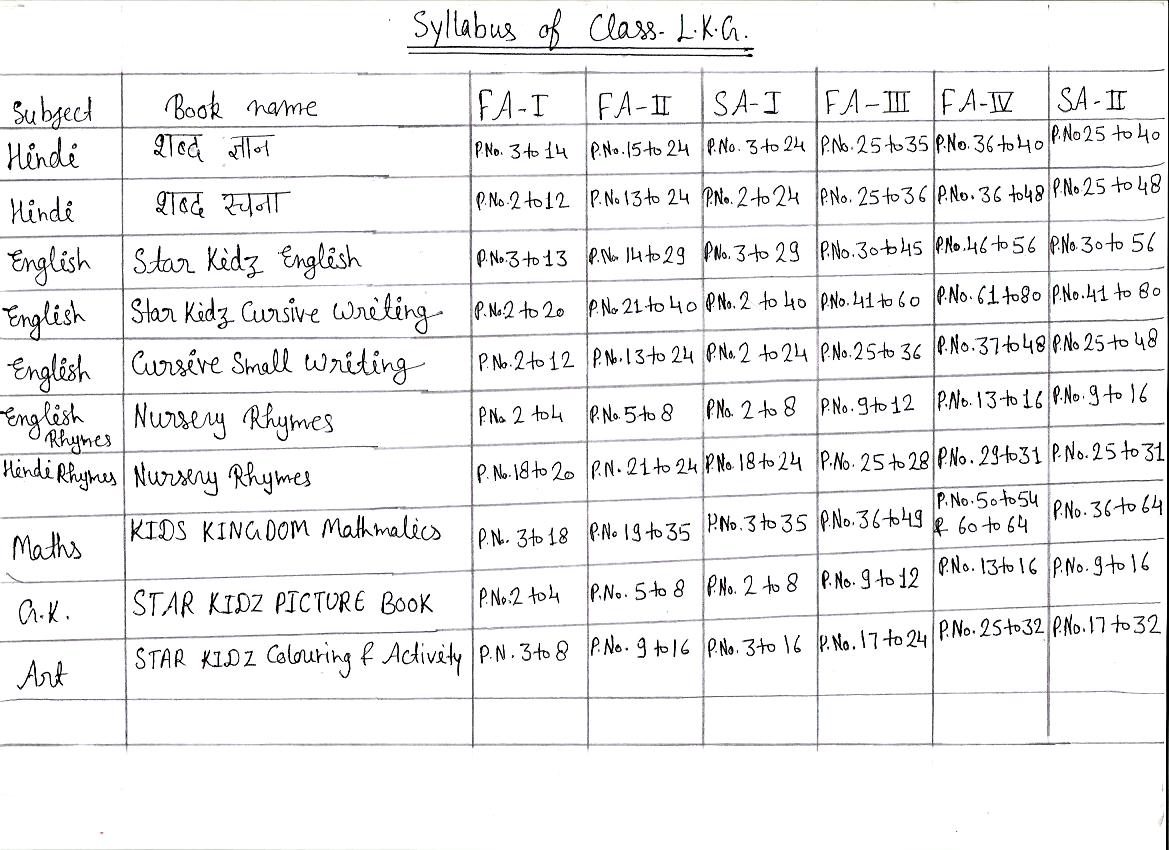 Syllabus of Class- L.K.G.
Subject Book name FA-I FA-II SA-I FA-III FA-IV SA-II
Hindi शब्द ज्ञान P.No. 3 to 14 P.No. 15 to 24 P.No. 3 to 24 P.No. 25 to 35 P.No. 36 to 40 P.No 25 to 40
Hindi शब्द रचना P.No. 2 to 12 P.No 13 to 24 P.No. 2 to 24 P.No. 25 to 36 P.No. 36 to 48 P.No 25 to 48
English Star Kidz English P.No. 3 to 13 P.No. 14 to 29 P.No. 3 to 29 P.No. 30 to 45 P.No. 46 to 56 P.No. 30 to 56
English Star Kidz Cursive Writing P.No. 2 to 20 P.No 21 to 40 P.No. 2 to 40 P.No. 41 to 60 P.No. 61 to 80 P.No. 41 to 80
English Cursive Small Writing P.No. 2 to 12 P.No. 13 to 24 P.No. 2 to 24 P.No. 25 to 36 P.No. 37 to 48 P.No 25 to 48
English Rhymes Nursery Rhymes P.No. 2 to 4 P.No. 5 to 8 P.No. 2 to 8 P.No. 9 to 12 P.No. 13 to 16 P.No. 9 to 16
Hindi Rhymes Nursery Rhymes P.No. 18 to 20 P.N. 21 to 24 P.No. 18 to 24 P.No. 25 to 28 P.No. 29 to 31 P.No. 25 to 31
Maths KIDS KINGDOM Mathmatics P.N. 3 to 18 P.No 19 to 35 P.No. 3 to 35 P.No. 36 to 49 P.No. 50 to 54 & 60 to 64 P.No. 36 to 64
G.K. STAR KIDZ PICTURE BOOK P.No. 2 to 4 P.No. 5 to 8 P.No. 2 to 8 P.No. 9 to 12 P.No. 13 to 16 P.No. 9 to 16
Art STAR KIDZ Colouring & Activity P.N. 3 to 8 P.No. 9 to 16 P.No. 3 to 16 P.No. 17 to 24 P.No. 25 to 32 P.No. 17 to 32